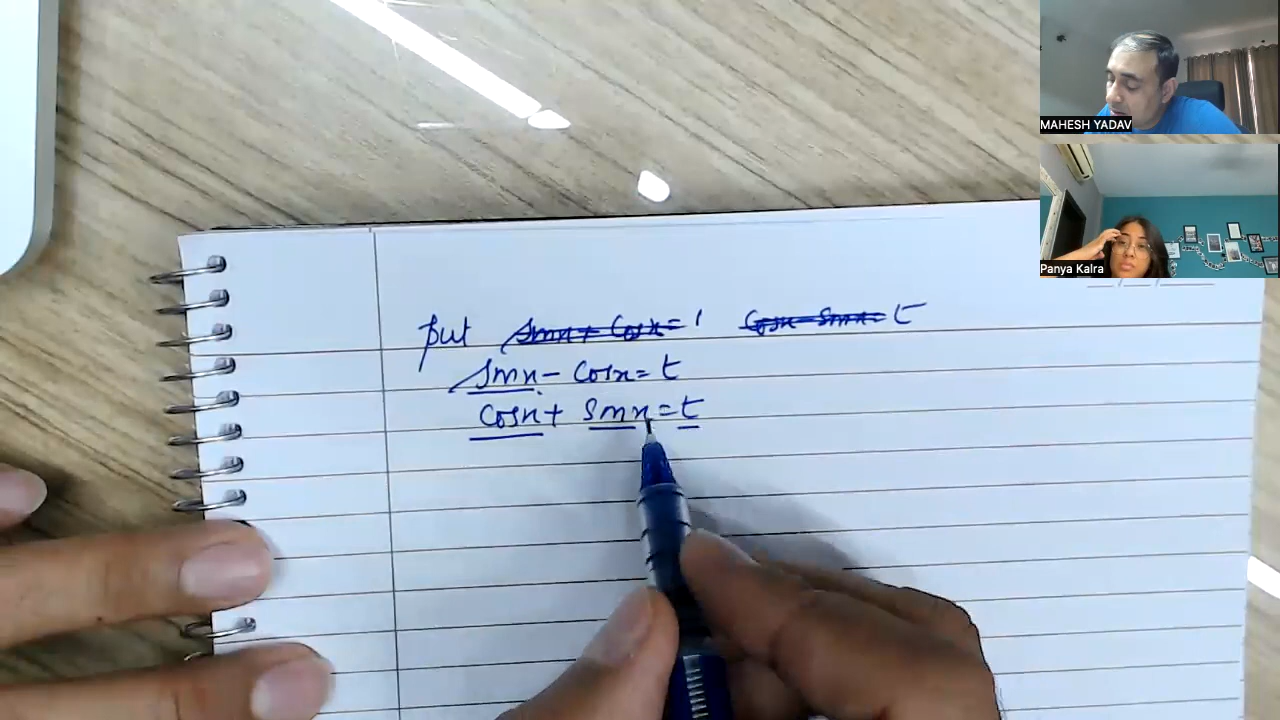 put sinx + cosx = 1 cosx - sinx = t
sinx - cosx = t
cosx + sinx = t
MAHESH YADAV
Panya Kalra